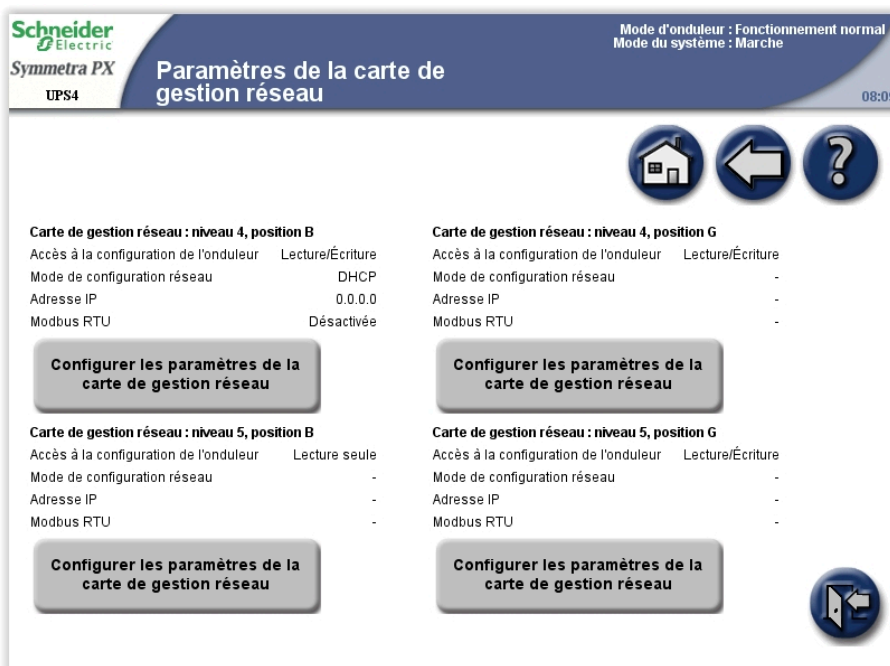 Schneider
Electric
Symmetra PX
UPS4
Paramètres de la carte de
gestion réseau
Mode d'onduleur : Fonctionnement normal
Mode du système : Marche
Carte de gestion réseau : niveau 4, position B
Accès à la configuration de l'onduleur Lecture/Écriture
Mode de configuration réseau DHCP
Adresse IP 0.0.0.0
Modbus RTU Désactivée
Configurer les paramètres de la
carte de gestion réseau
Carte de gestion réseau : niveau 4, position G
Accès à la configuration de l'onduleur Lecture/Écriture
Mode de configuration réseau -
Adresse IP -
Modbus RTU -
Configurer les paramètres de la
carte de gestion réseau
Carte de gestion réseau : niveau 5, position B
Accès à la configuration de l'onduleur Lecture seule
Mode de configuration réseau -
Adresse IP -
Modbus RTU -
Configurer les paramètres de la
carte de gestion réseau
Carte de gestion réseau : niveau 5, position G
Accès à la configuration de l'onduleur Lecture/Écriture
Mode de configuration réseau -
Adresse IP -
Modbus RTU -
Configurer les paramètres de la
carte de gestion réseau